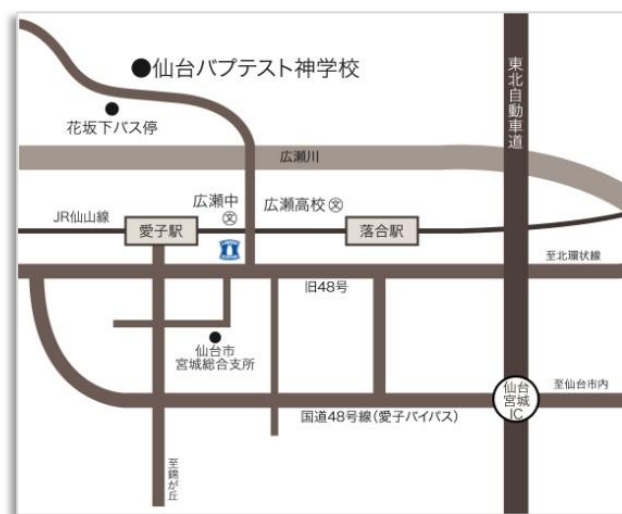 ●仙台バプテスト神学校
花坂下バス停
東北自動車道
広瀬川
広瀬中
広瀬高校
JR仙山線
愛子駅
落合駅
至北環状線
旧48号
仙台市
宮城総合支所
至仙台市内
仙台
宮城
IC
国道48号線(愛子バイパス)
至錦が丘